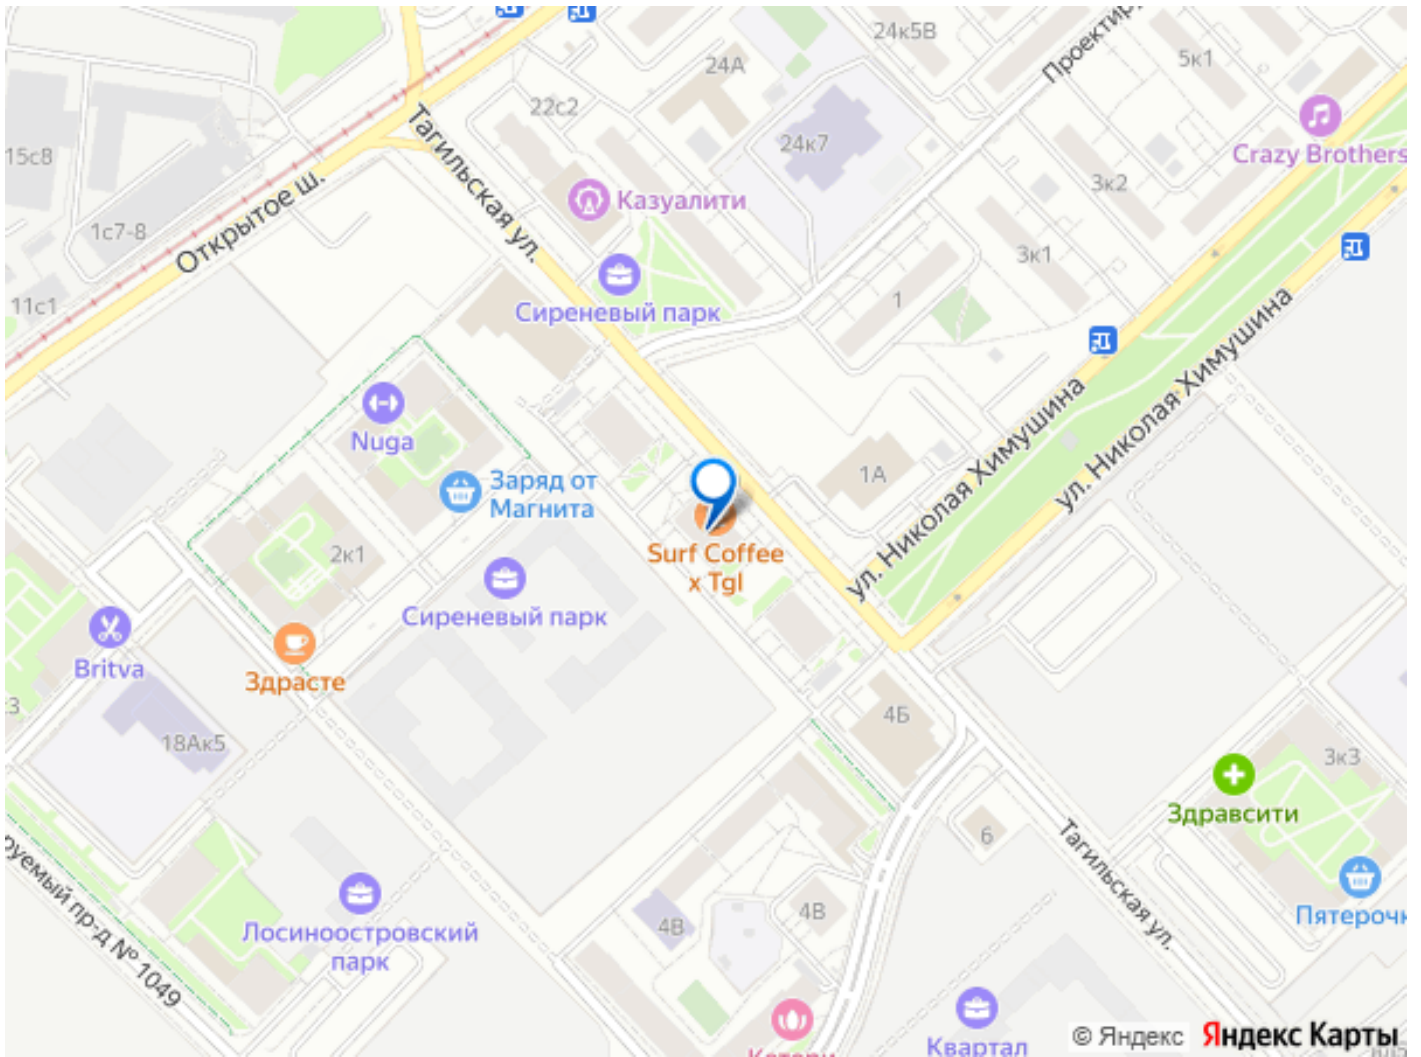 24к5В
Проектир
5к1
24А
22с2
15с8
Тагильская ул.
24к7
Crazy Brothers
3к2
Казуалити
1с7-8
Открытое ш.
3к1
11с1
Сиреневый парк
1
ул. Николая Химушина
ул. Николая Химушина
Nuga
Заряд от
Магнита
1А
Surf Coffee
x Tgl
2к1
Сиреневый парк
Britva
Здрасте
3
18Ак5
4Б
3к3
Здравсити
6
Тагильская ул.
руемый пр-д № 1049
Лосиноостровский
парк
4В
4В
Пятерочк
Квартал
© Яндекс
Яндекс Карты